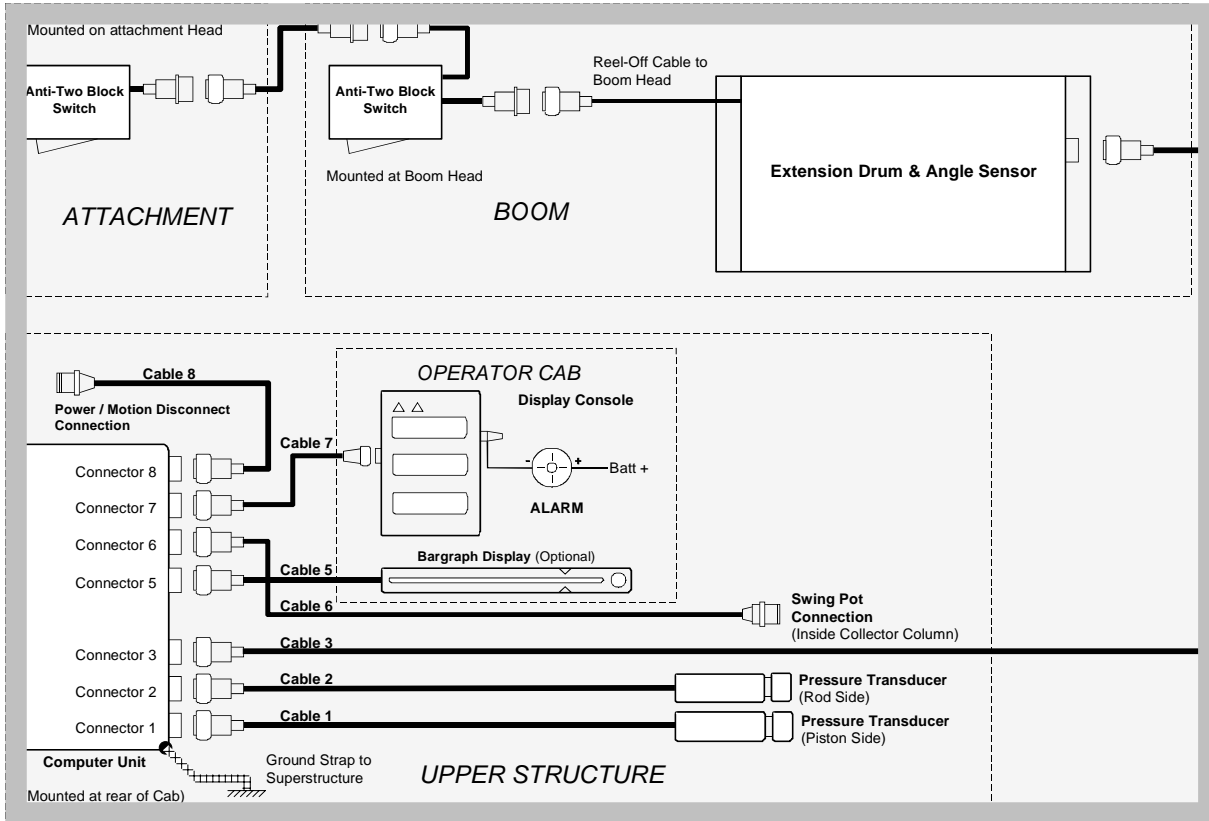 Mounted on attachment Head
Anti-Two Block
Switch
ATTACHMENT
Anti-Two Block
Switch
Mounted at Boom Head
BOOM
Reel-Off Cable to
Boom Head
Extension Drum & Angle Sensor
Cable 8
Power / Motion Disconnect
Connection
OPERATOR CAB
Display Console
Cable 7
- +
Batt +
ALARM
Connector 8
Connector 7
Connector 6
Connector 5
Bargraph Display (Optional)
Cable 5
Cable 6
Swing Pot
Connection
(Inside Collector Column)
Connector 3
Cable 3
Connector 2
Cable 2
Pressure Transducer
(Rod Side)
Connector 1
Cable 1
Pressure Transducer
(Piston Side)
Computer Unit
Mounted at rear of Cab)
Ground Strap to
Superstructure
UPPER STRUCTURE